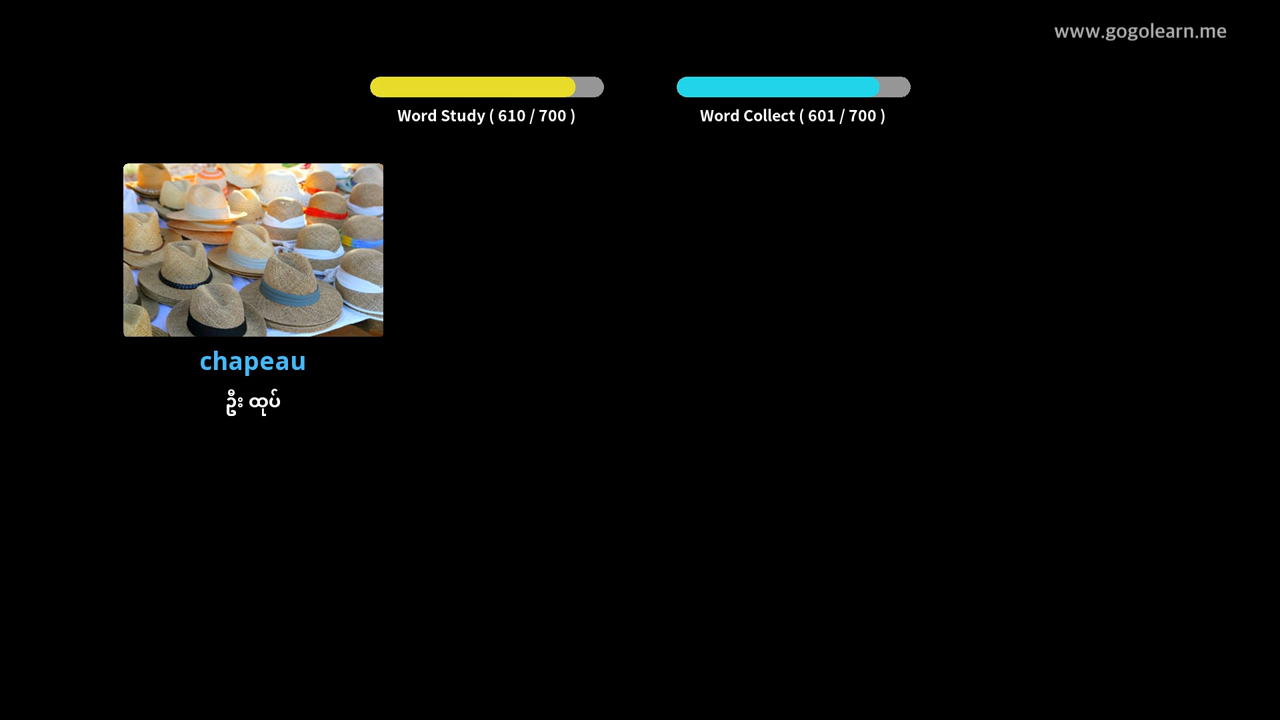 www.gogolearn.me
Word Study ( 610 / 700 )
Word Collect ( 601 / 700 )
chapeau
ဦး ထုပ်